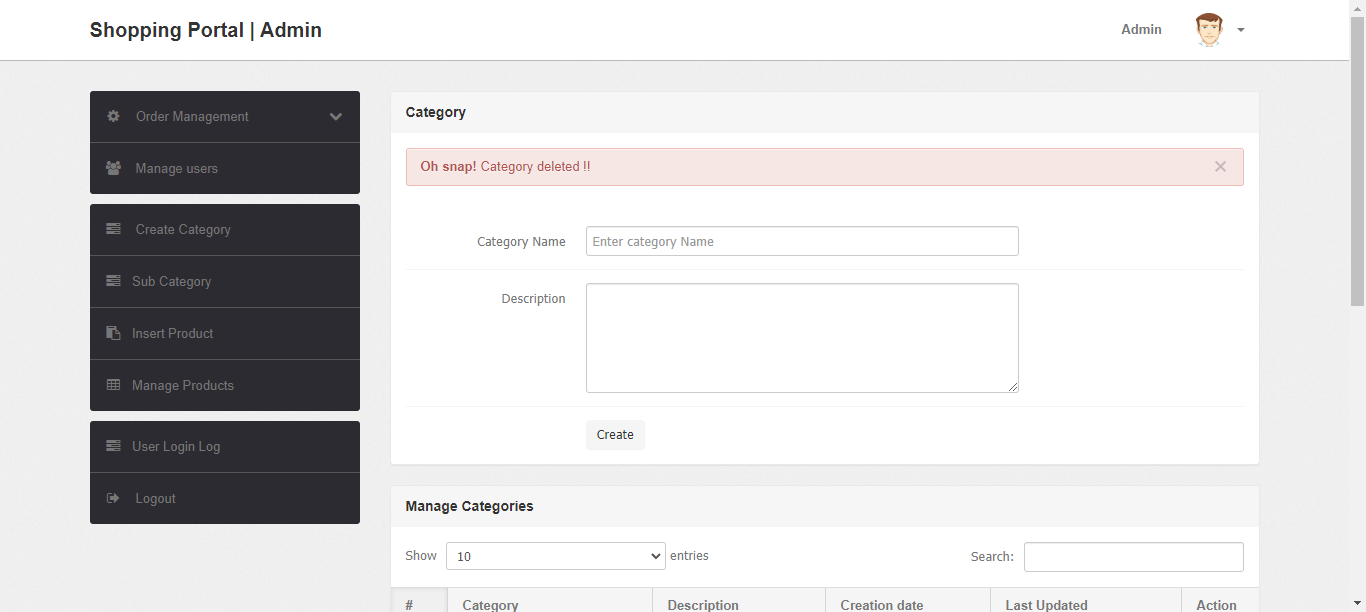 Shopping Portal | Admin
Admin
Order Management
Manage users
Create Category
Sub Category
Insert Product
Manage Products
User Login Log
Logout
Category
Oh snap! Category deleted !! ×
Category Name
Enter category Name
Description
Create
Manage Categories
Show 10 entries
Search:
# Category Description Creation date Last Updated Action